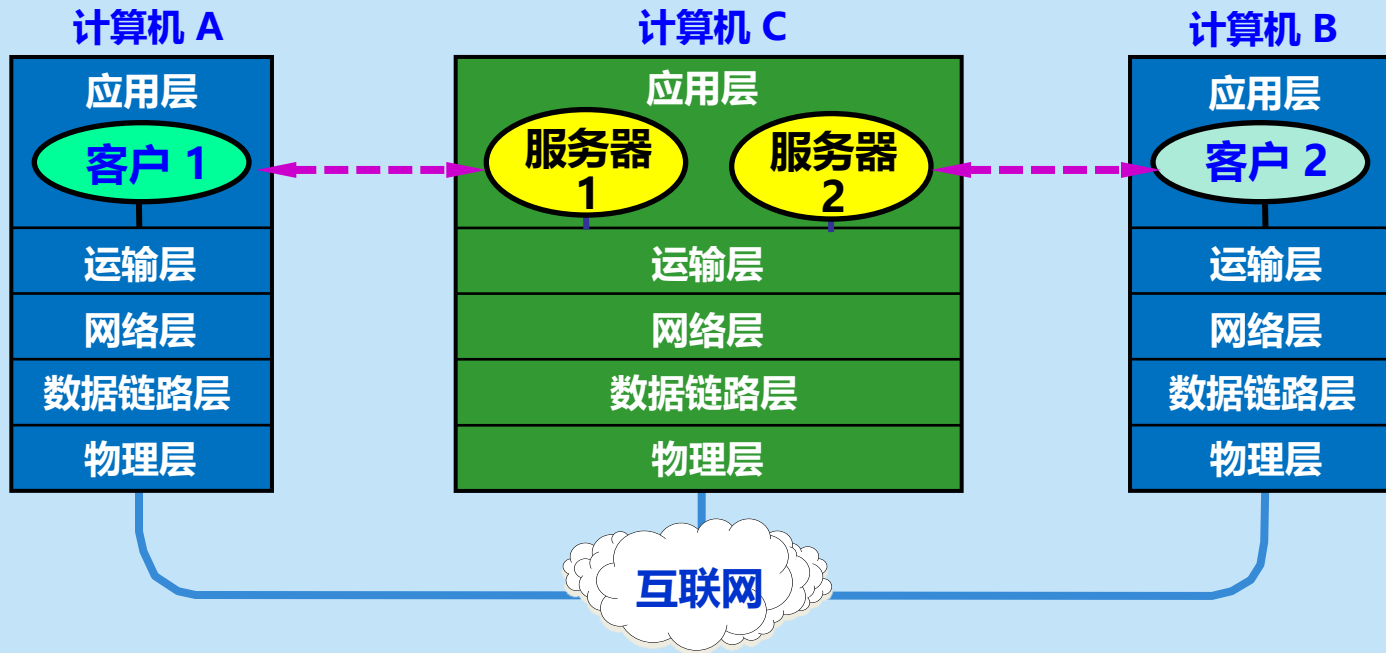 计算机 A
应用层
客户 1
运输层
网络层
数据链路层
物理层
计算机 C
应用层
服务器
1
服务器
2
运输层
网络层
数据链路层
物理层
计算机 B
应用层
客户 2
运输层
网络层
数据链路层
物理层
互联网